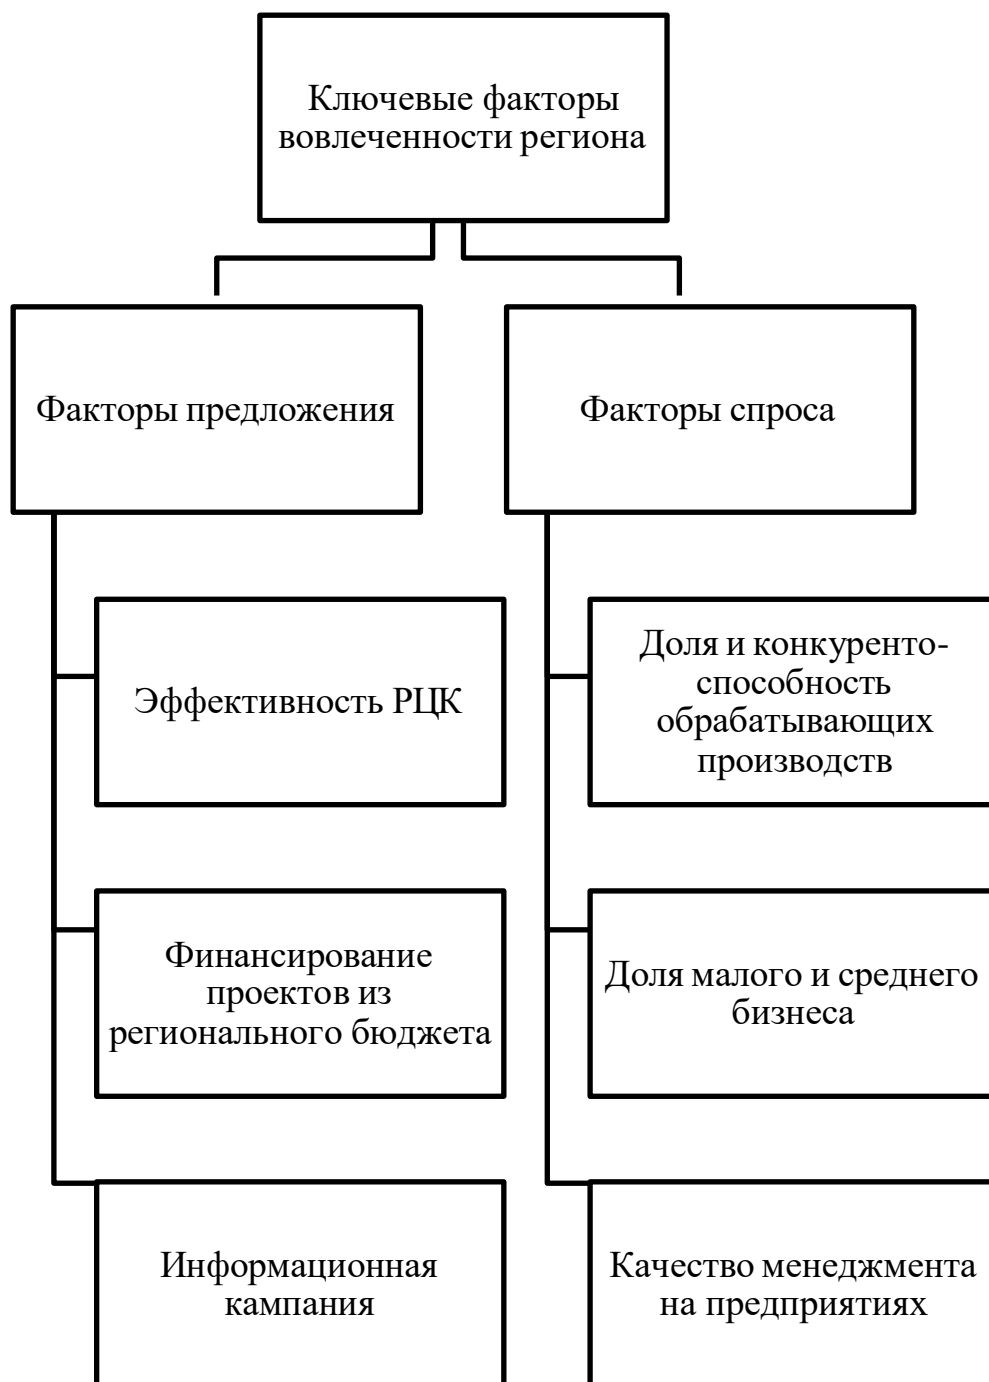 Ключевые факторы
вовлеченности региона
Факторы предложения
Факторы спроса
Эффективность РЦК
Доля и конкуренто-
способность
обрабатывающих
производств
Финансирование
проектов из
регионального бюджета
Доля малого и среднего
бизнеса
Информационная
кампания
Качество менеджмента
на предприятиях